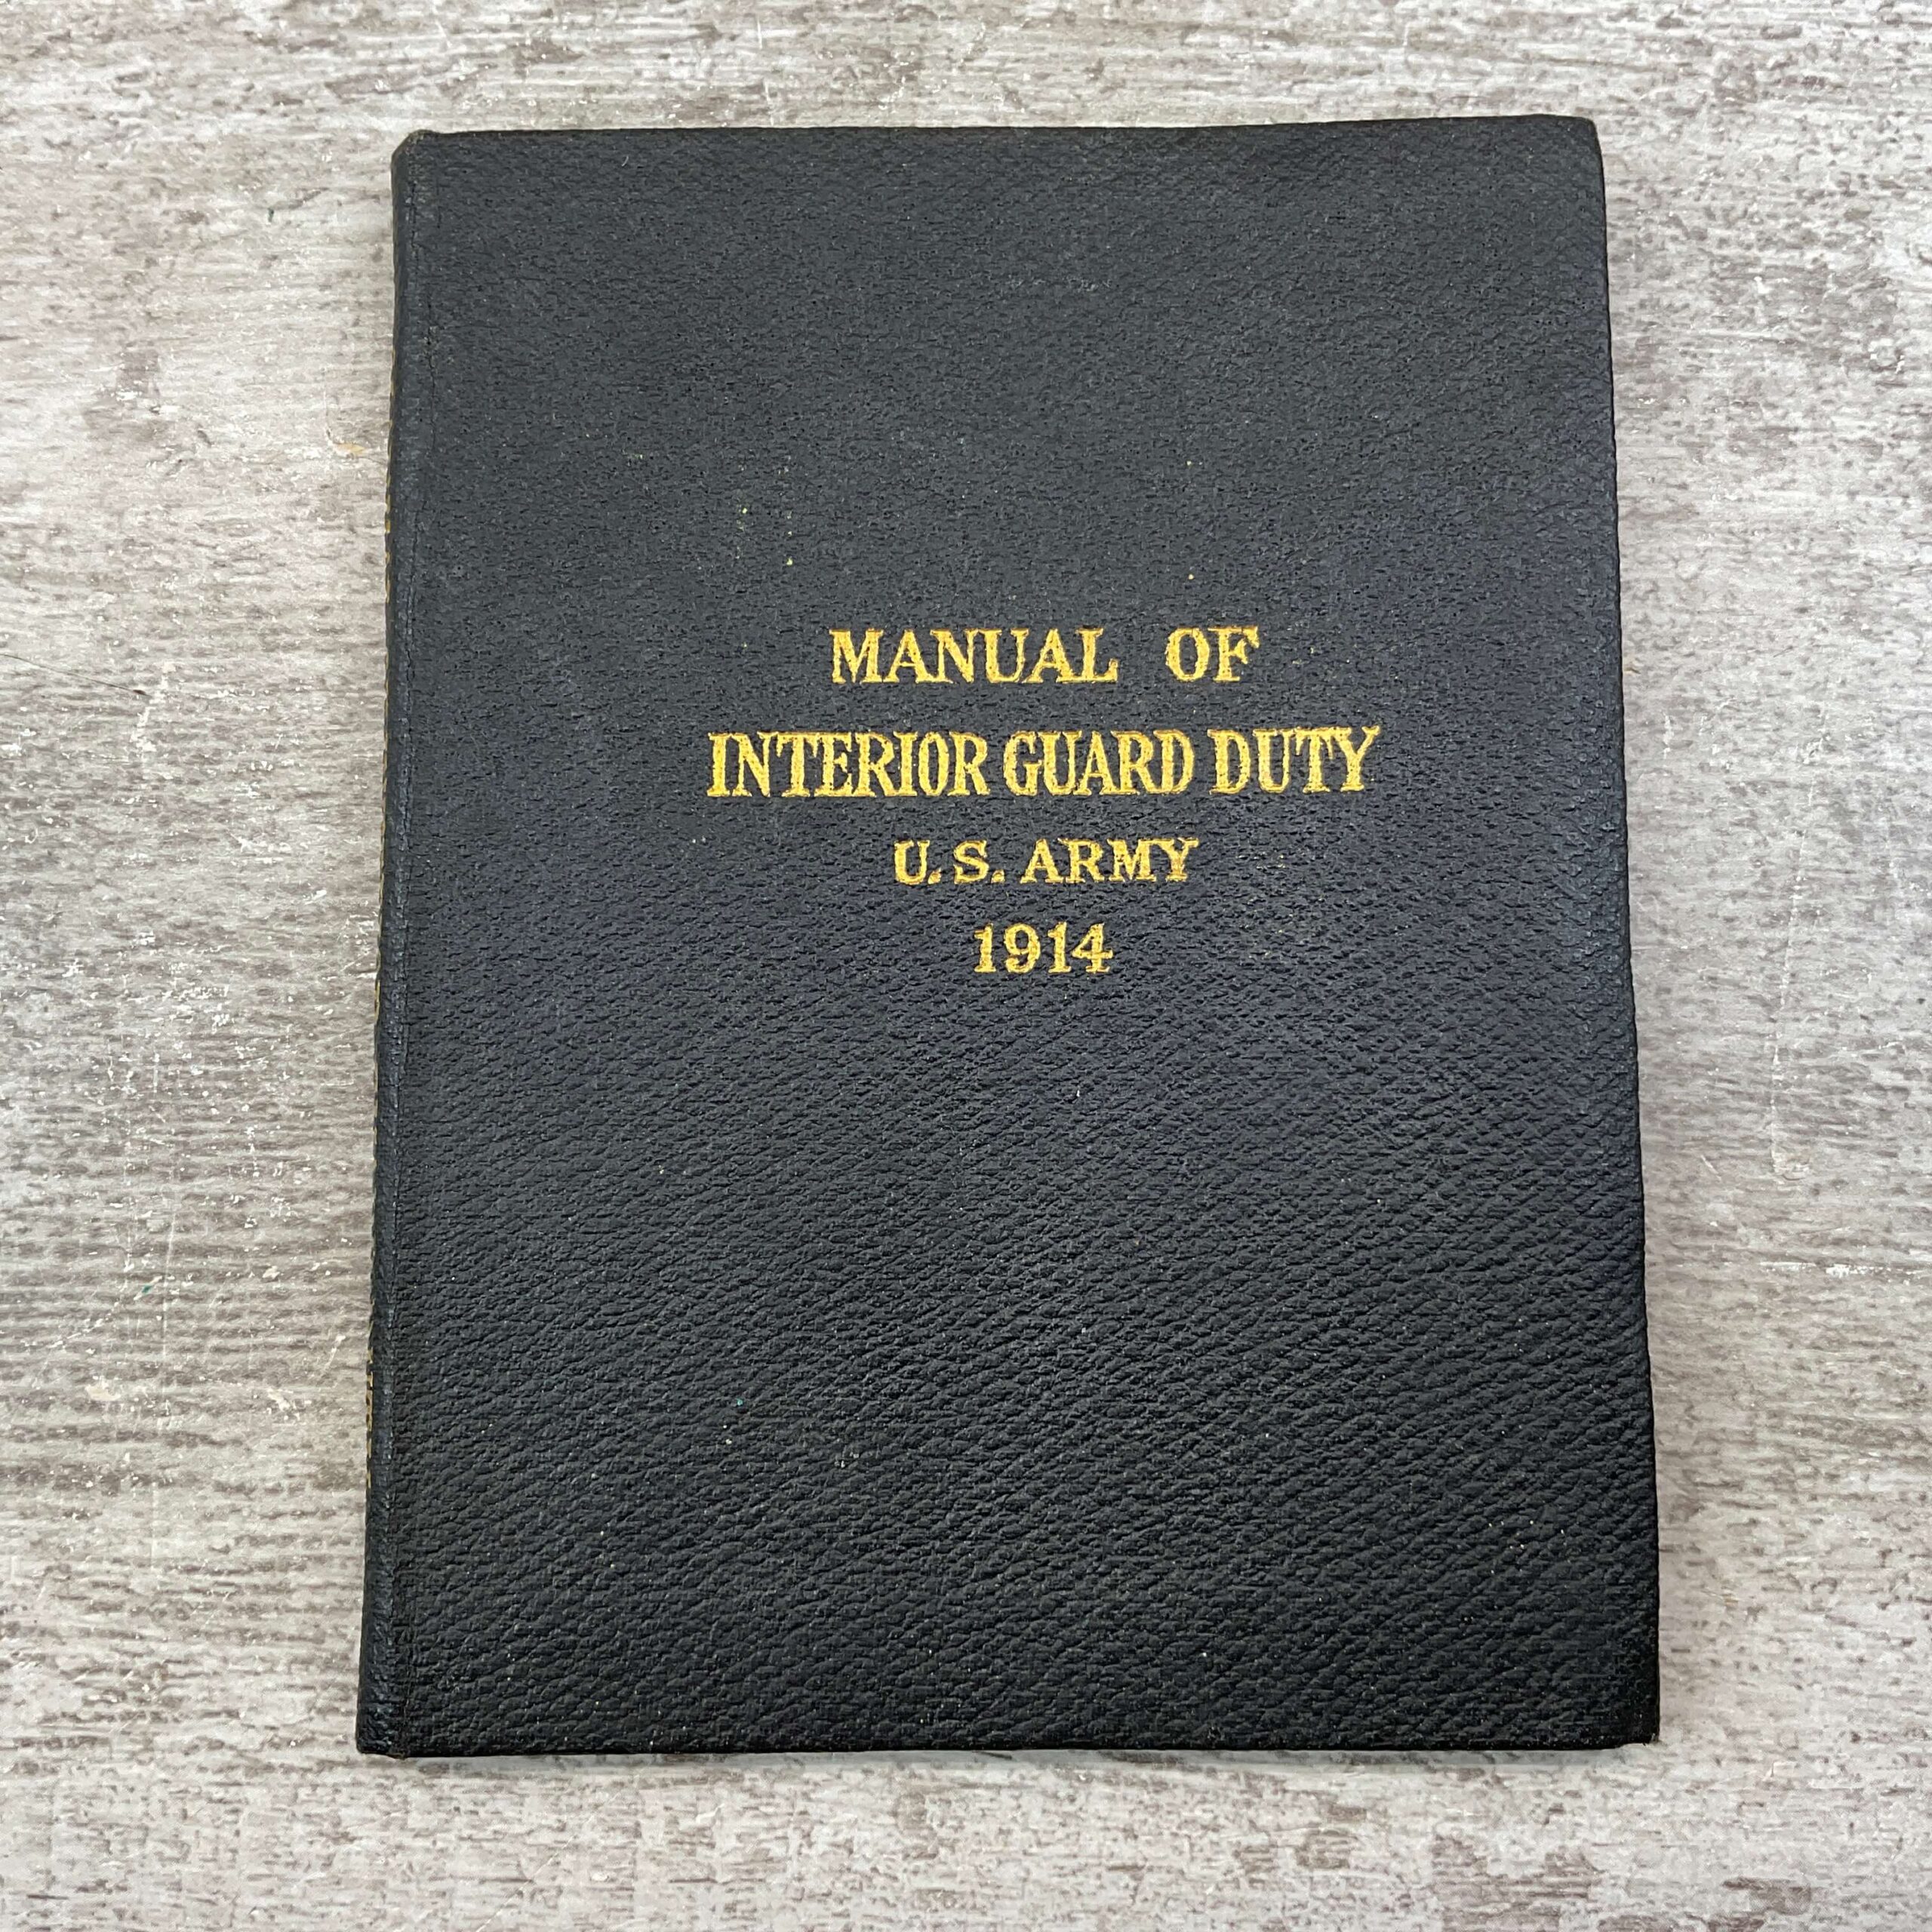 MANUAL OF
INTERIOR GUARD DUTY
U.S. ARMY
1914